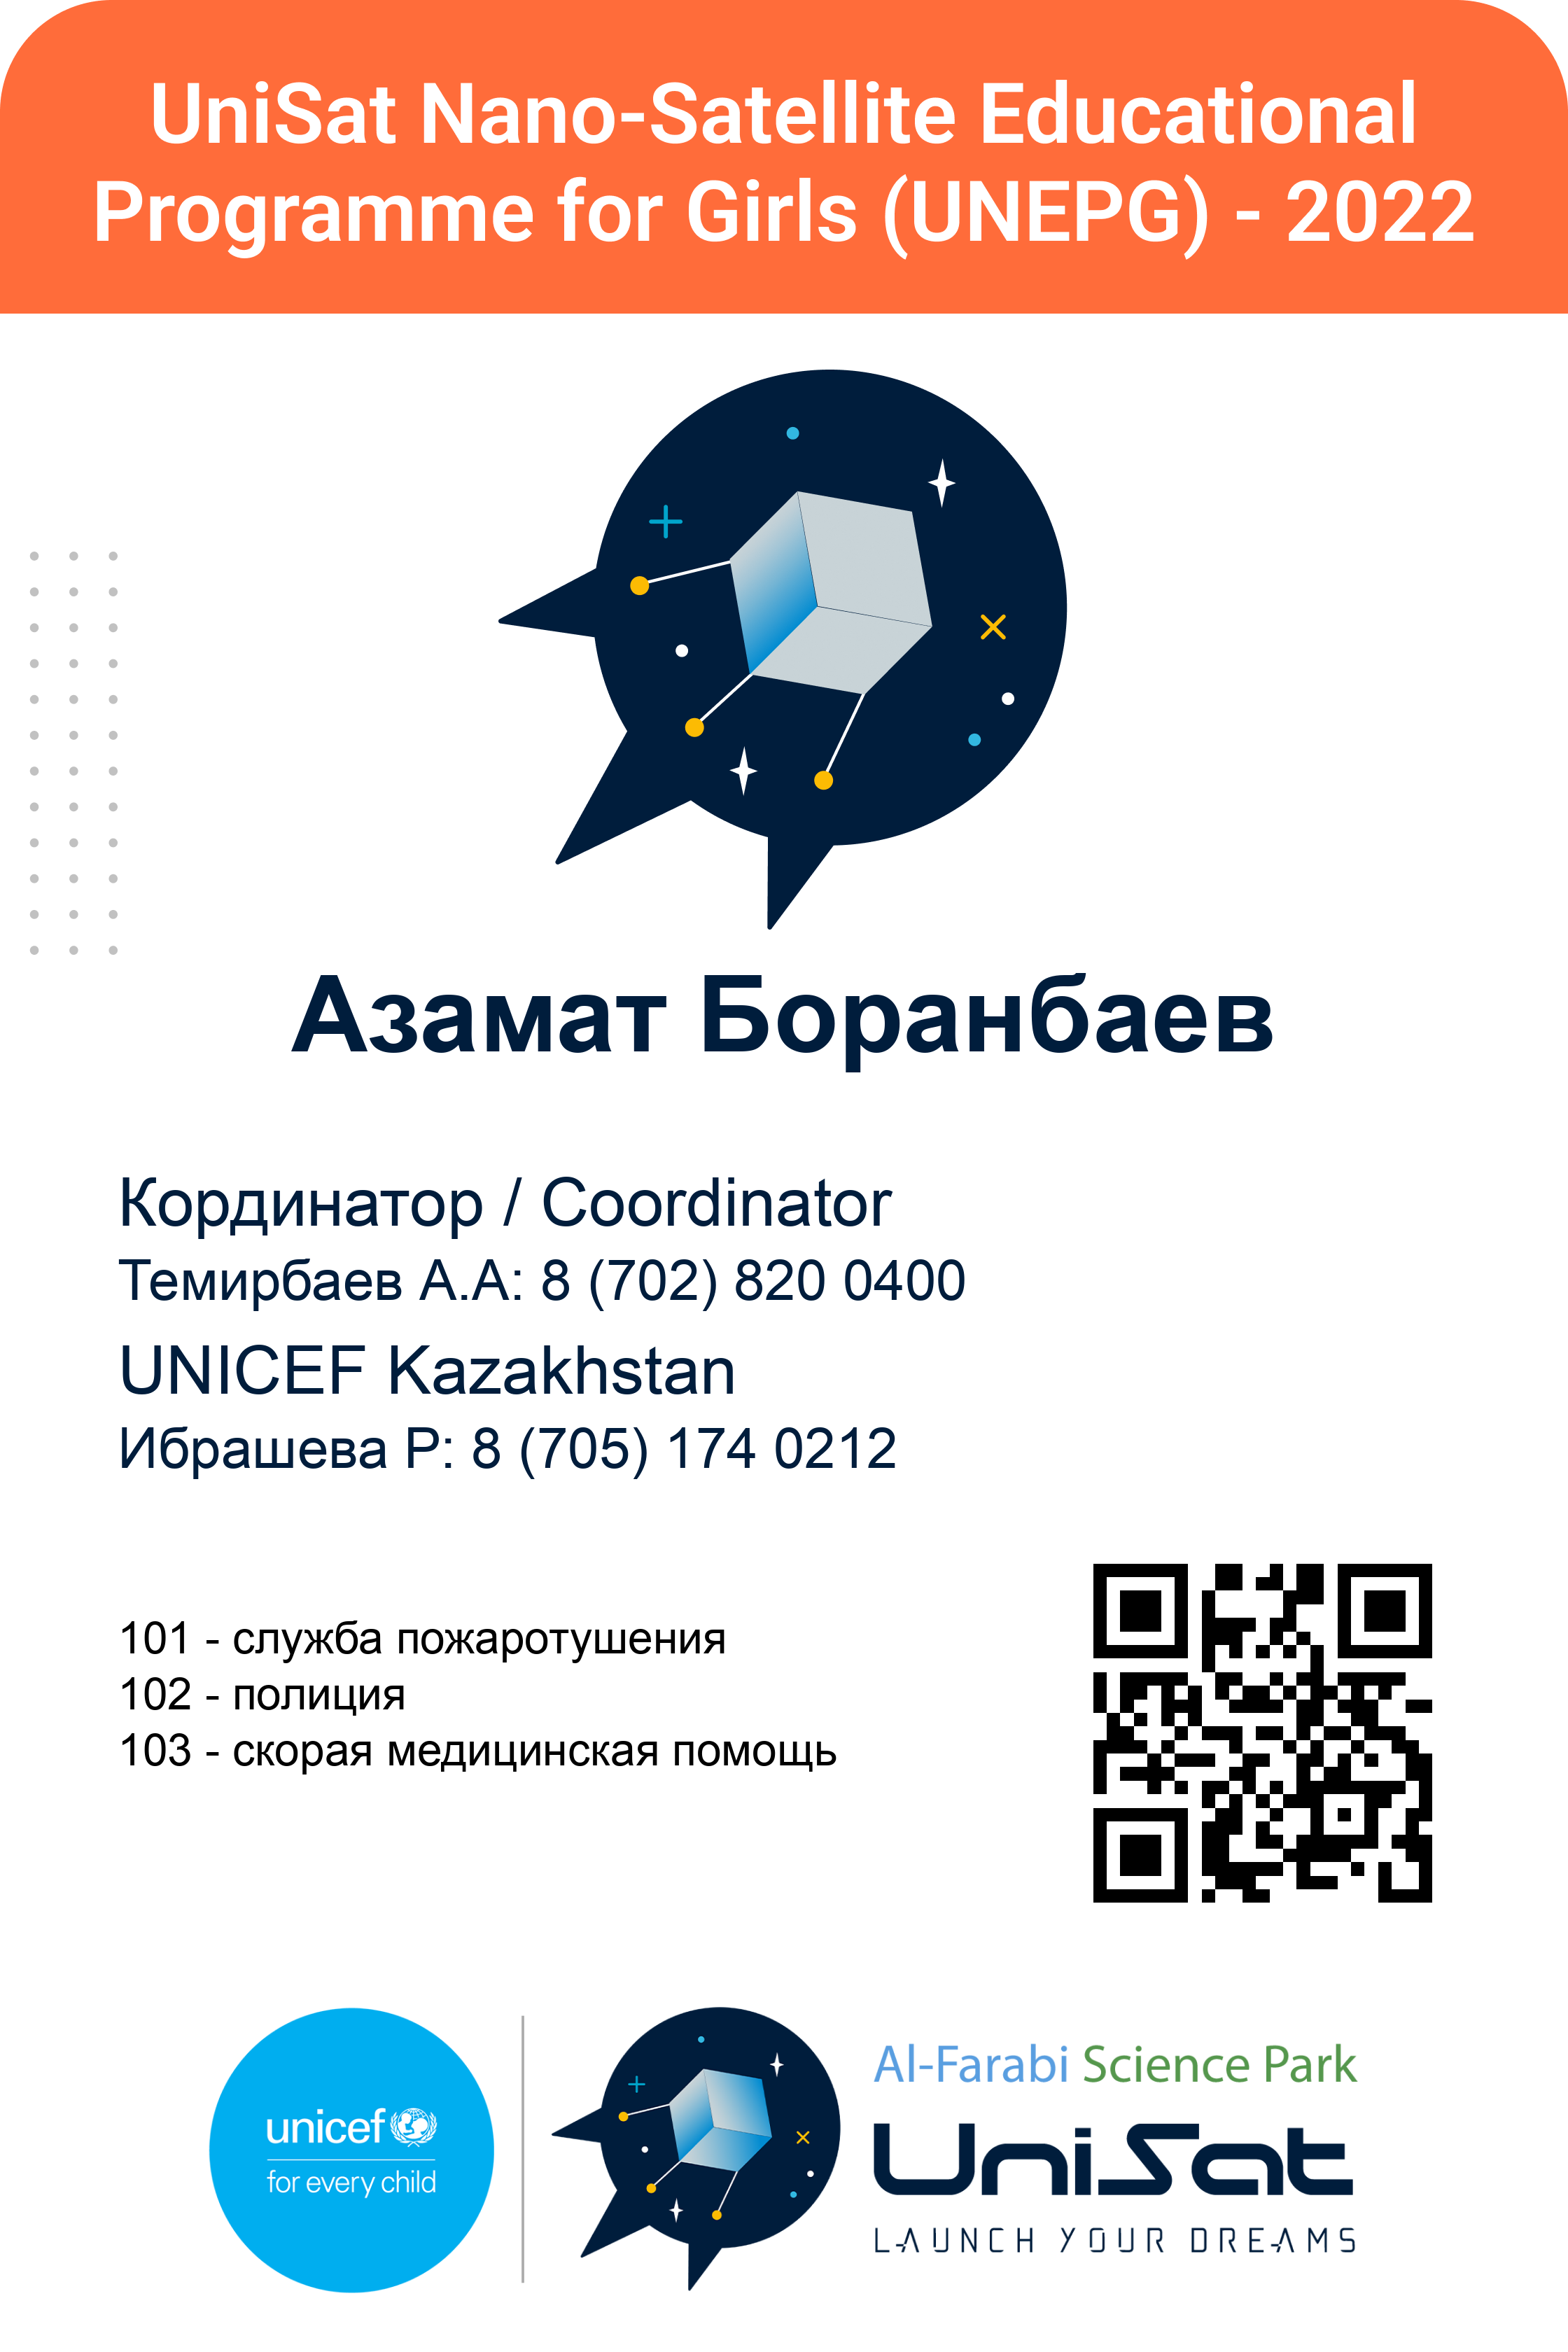 UniSat Nano-Satellite Educational
Programme for Girls (UNEPG) - 2022
Азамат Боранбаев
Кординатор / Coordinator
Темирбаев А.А: 8 (702) 820 0400
UNICEF Kazakhstan
Ибрашева Р: 8 (705) 174 0212
101 - служба пожаротушения
102 - полиция
103 - скорая медицинская помощь
unicef
for every child
Al-Farabi Science Park
UniSat
LAUNCH YOUR DREAMS